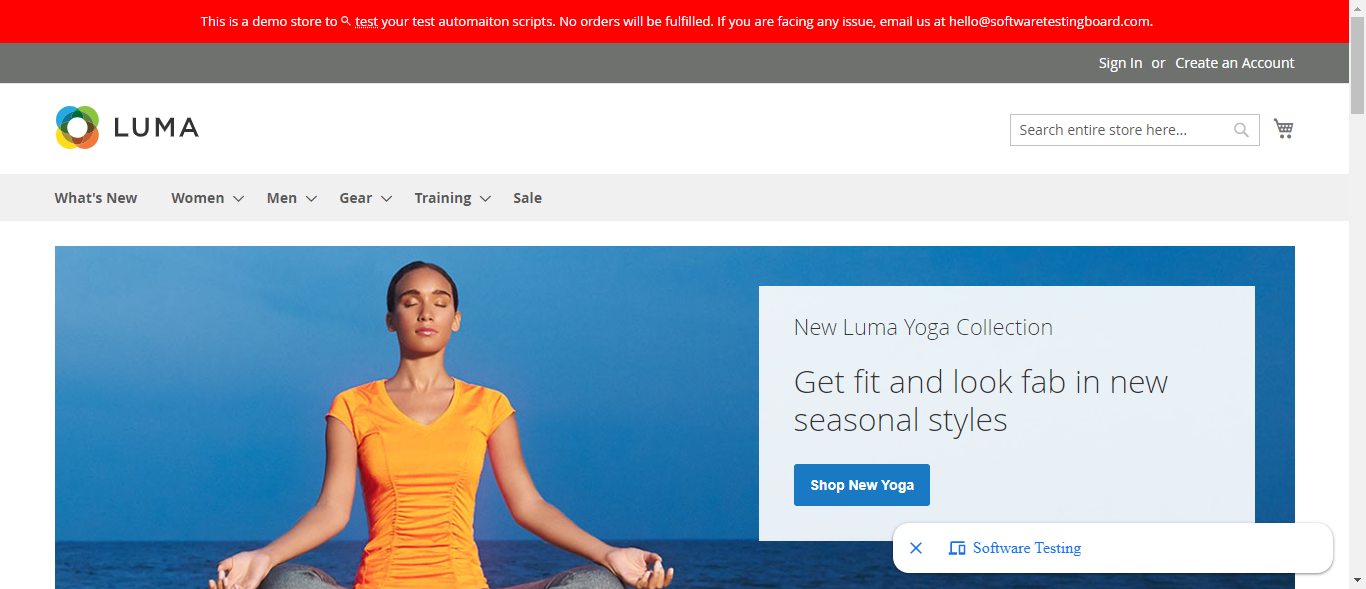 This is a demo store to test your test automaiton scripts. No orders will be fulfilled. If you are facing any issue, email us at hello@softwaretestingboard.com.
Sign In or Create an Account
LUMA
Search entire store here...
What's New Women Men Gear Training Sale
New Luma Yoga Collection
Get fit and look fab in new
seasonal styles
Shop New Yoga
Software Testing